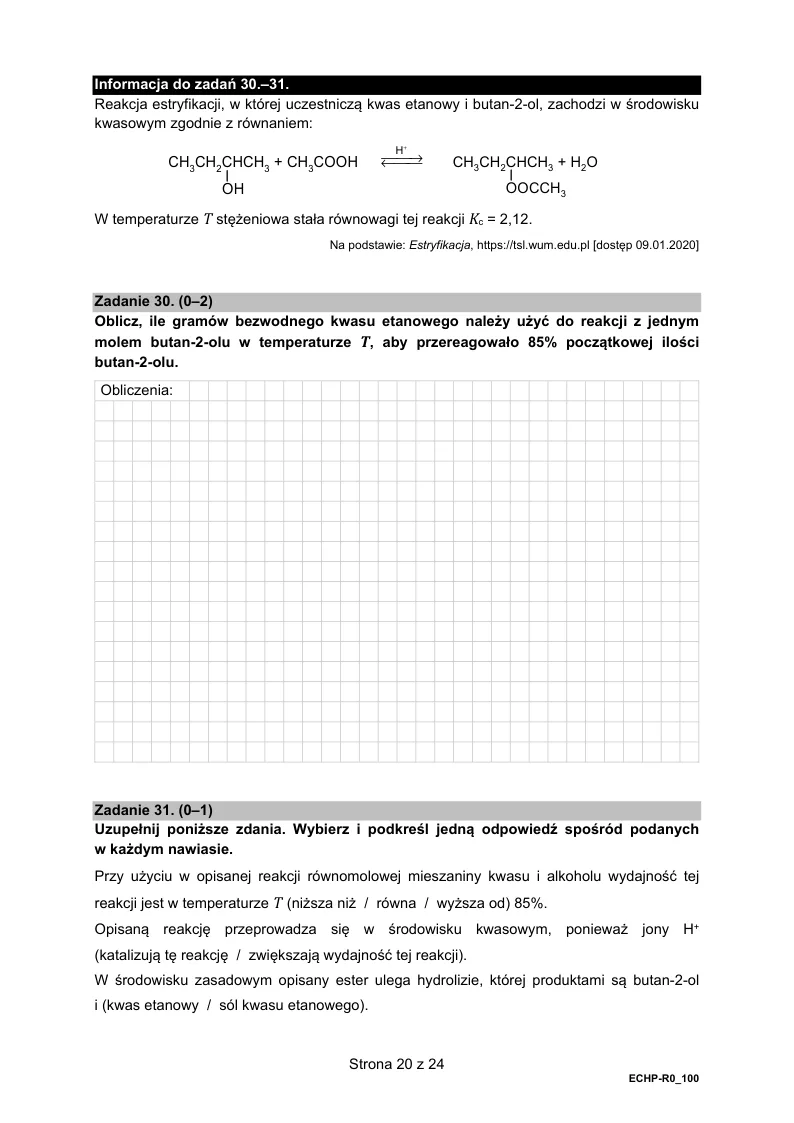 Informacja do zadań 30.–31.
Reakcja estryfikacji, w której uczestniczą kwas etanowy i butan-2-ol, zachodzi w środowisku
kwasowym zgodnie z równaniem:
H⁺
CH₃CH₂CHCH₃ + CH₃COOH ⇄ CH₃CH₂CHCH₃ + H₂O
OH OOCCH₃
W temperaturze T stężeniowa stała równowagi tej reakcji Kc = 2,12.
Na podstawie: Estryfikacja, https://tsl.wum.edu.pl [dostęp 09.01.2020]
Zadanie 30. (0–2)
Oblicz, ile gramów bezwodnego kwasu etanowego należy użyć do reakcji z jednym
molem butan-2-olu w temperaturze T, aby przereagowało 85% początkowej ilości
butan-2-olu.
Obliczenia:
Zadanie 31. (0–1)
Uzupełnij poniższe zdania. Wybierz i podkreśl jedną odpowiedź spośród podanych
w każdym nawiasie.
Przy użyciu w opisanej reakcji równomolowej mieszaniny kwasu i alkoholu wydajność tej
reakcji jest w temperaturze T (niższa niż / równa / wyższa od) 85%.
Opisaną reakcję przeprowadza się w środowisku kwasowym, ponieważ jony H⁺
(katalizują tę reakcję / zwiększają wydajność tej reakcji).
W środowisku zasadowym opisany ester ulega hydrolizie, której produktami są butan-2-ol
i (kwas etanowy / sól kwasu etanowego).
Strona 20 z 24
ECHP-R0_100